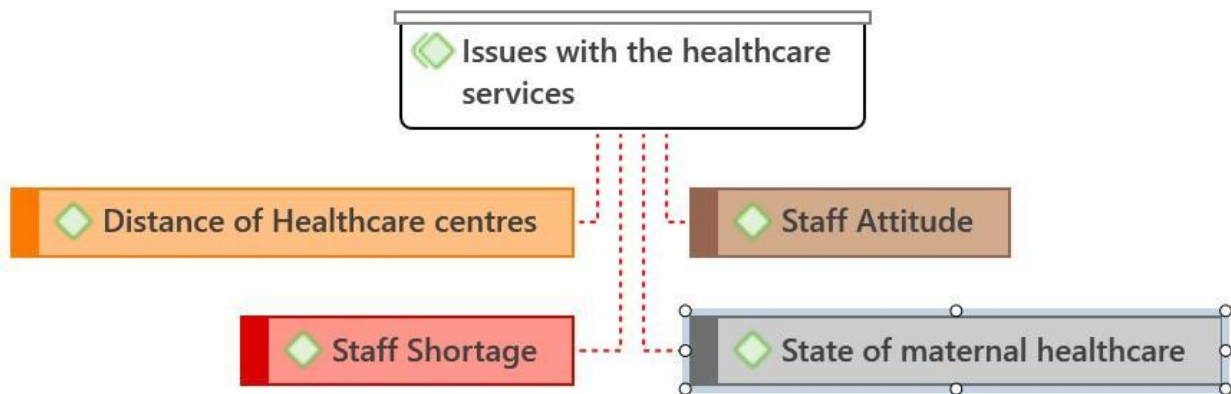 Issues with the healthcare
services
Distance of Healthcare centres
Staff Attitude
Staff Shortage
State of maternal healthcare